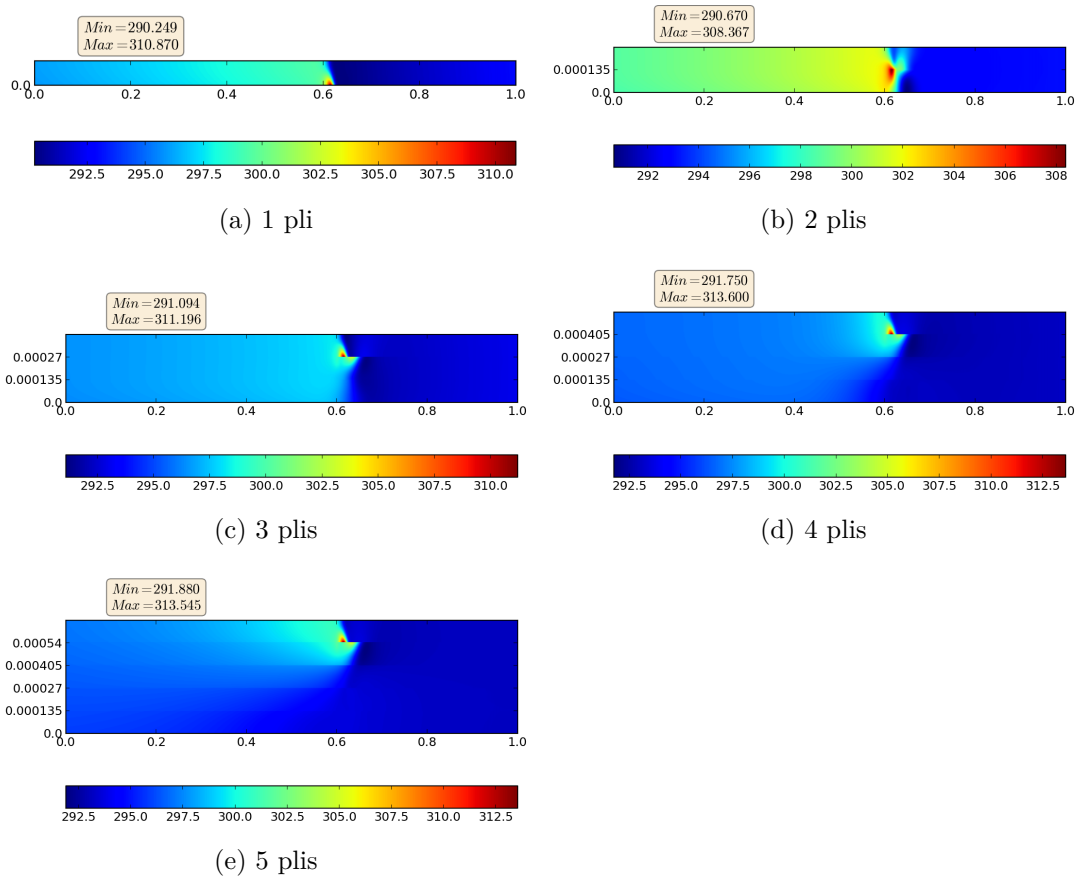 Min=290.249
Max=310.870
0.0
0.0 0.2 0.4 0.6 0.8 1.0
292.5 295.0 297.5 300.0 302.5 305.0 307.5 310.0
(a) 1 pli
Min=290.670
Max=308.367
0.000135
0.0
0.0 0.2 0.4 0.6 0.8 1.0
292 294 296 298 300 302 304 306 308
(b) 2 plis
Min=291.094
Max=311.196
0.00027
0.000135
0.0
0.0 0.2 0.4 0.6 0.8 1.0
292.5 295.0 297.5 300.0 302.5 305.0 307.5 310.0
(c) 3 plis
Min=291.750
Max=313.600
0.000405
0.00027
0.000135
0.0
0.0 0.2 0.4 0.6 0.8 1.0
292.5 295.0 297.5 300.0 302.5 305.0 307.5 310.0 312.5
(d) 4 plis
Min=291.880
Max=313.545
0.00054
0.000405
0.00027
0.000135
0.0
0.0 0.2 0.4 0.6 0.8 1.0
292.5 295.0 297.5 300.0 302.5 305.0 307.5 310.0 312.5
(e) 5 plis